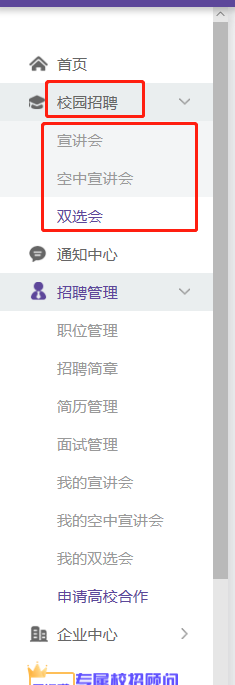 首页
校园招聘
宣讲会
空中宣讲会
双选会
通知中心
招聘管理
职位管理
招聘简章
简历管理
面试管理
我的宣讲会
我的空中宣讲会
我的双选会
申请高校合作
企业中心
专属校招顾问